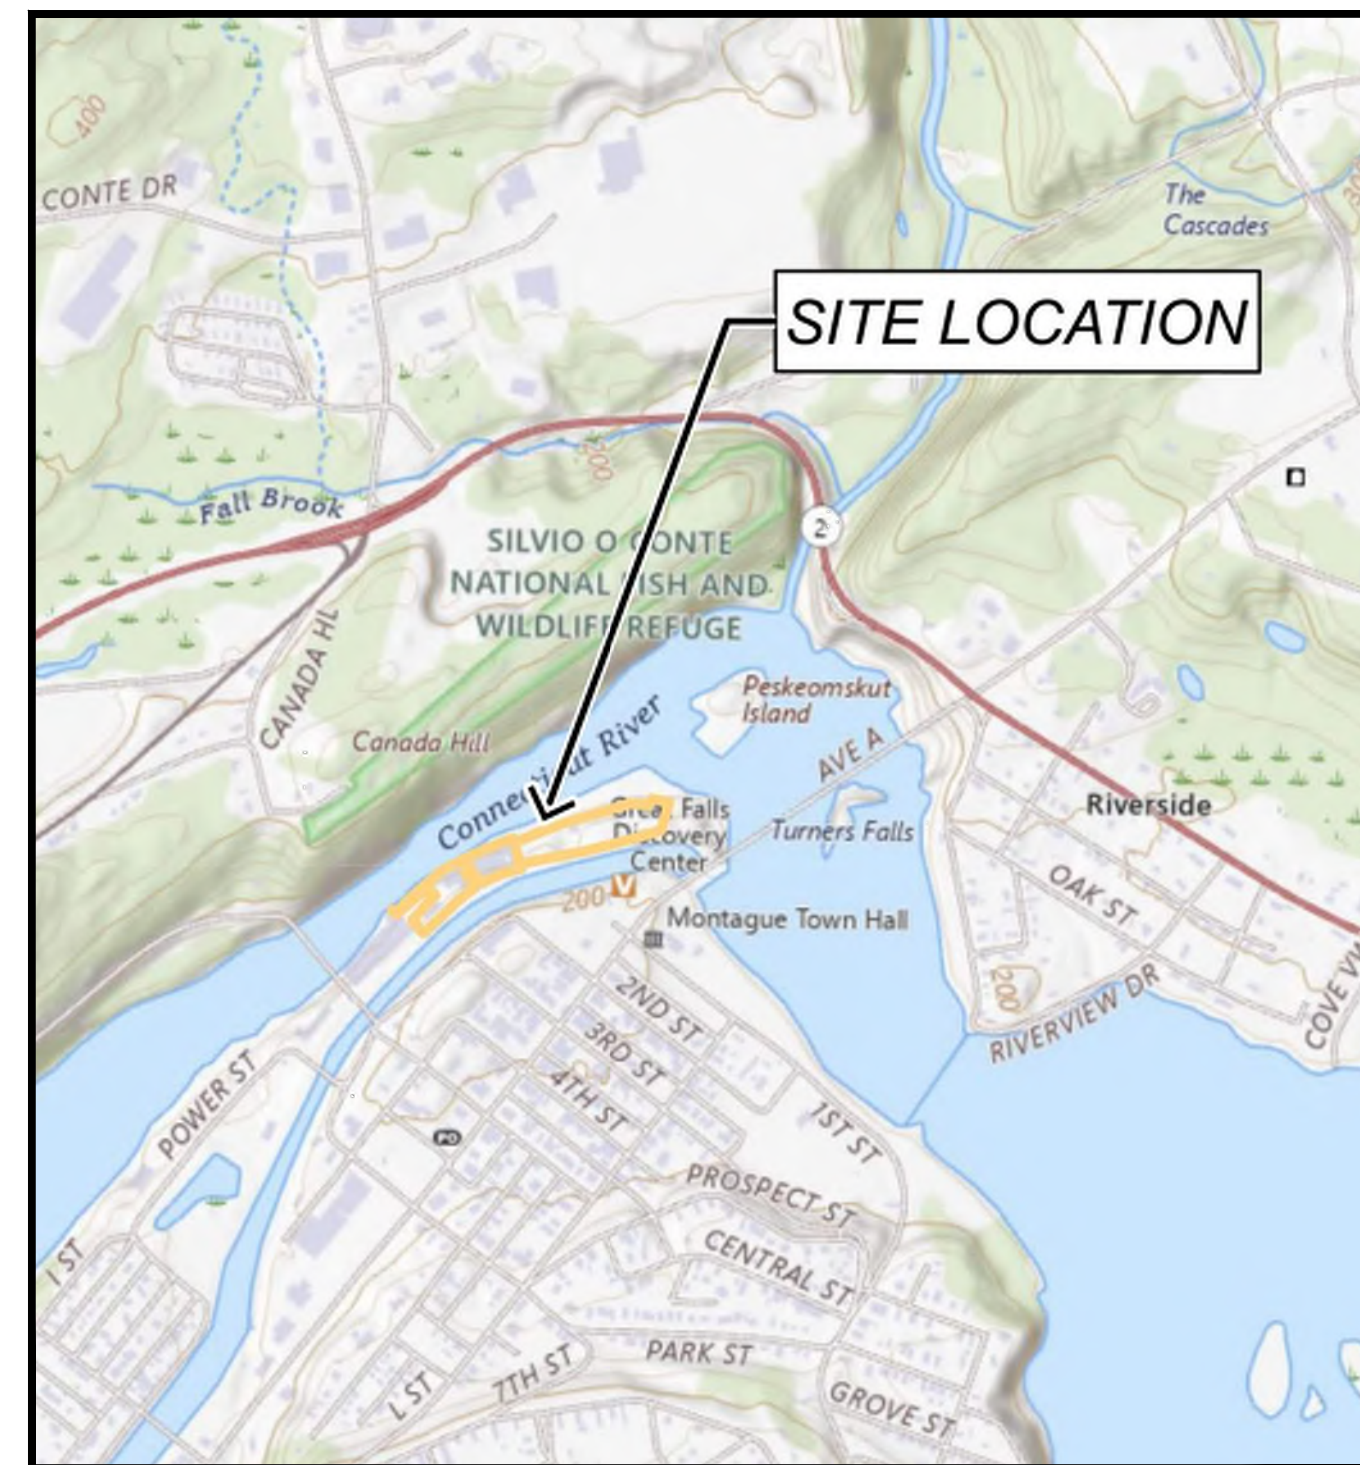 400
CONTE DR
The
Cascades
SITE LOCATION
200
Fall Brook
2
SILVIO O CONTE
NATIONAL FISH AND
WILDLIFE REFUGE
CANADA HL
Peskeomskut
Island
Canada Hill
Connecticut River
AVE A
Great Falls
Discovery
Center
Turners Falls
Riverside
V
200
Montague Town Hall
OAK ST
200
RIVERVIEW DR
2ND ST
3RD ST
4TH ST
POWER ST
PO
1ST ST
PROSPECT ST
CENTRAL ST
I ST
PARK ST
7TH ST
L ST
GROVE ST